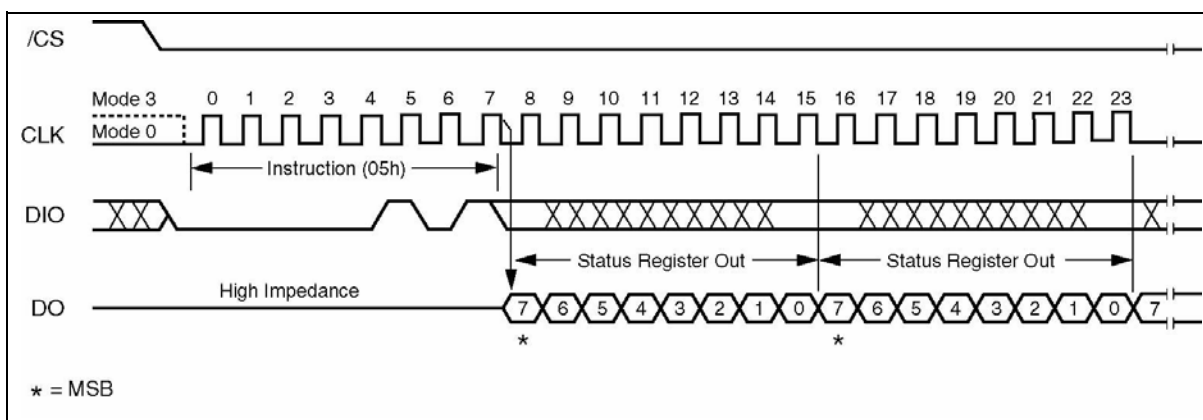 /CS
Mode 3 0 1 2 3 4 5 6 7 8 9 10 11 12 13 14 15 16 17 18 19 20 21 22 23
CLK Mode 0
Instruction (05h)
DIO
Status Register Out Status Register Out
High Impedance
DO 7 6 5 4 3 2 1 0 7 6 5 4 3 2 1 0 7
* *
* = MSB